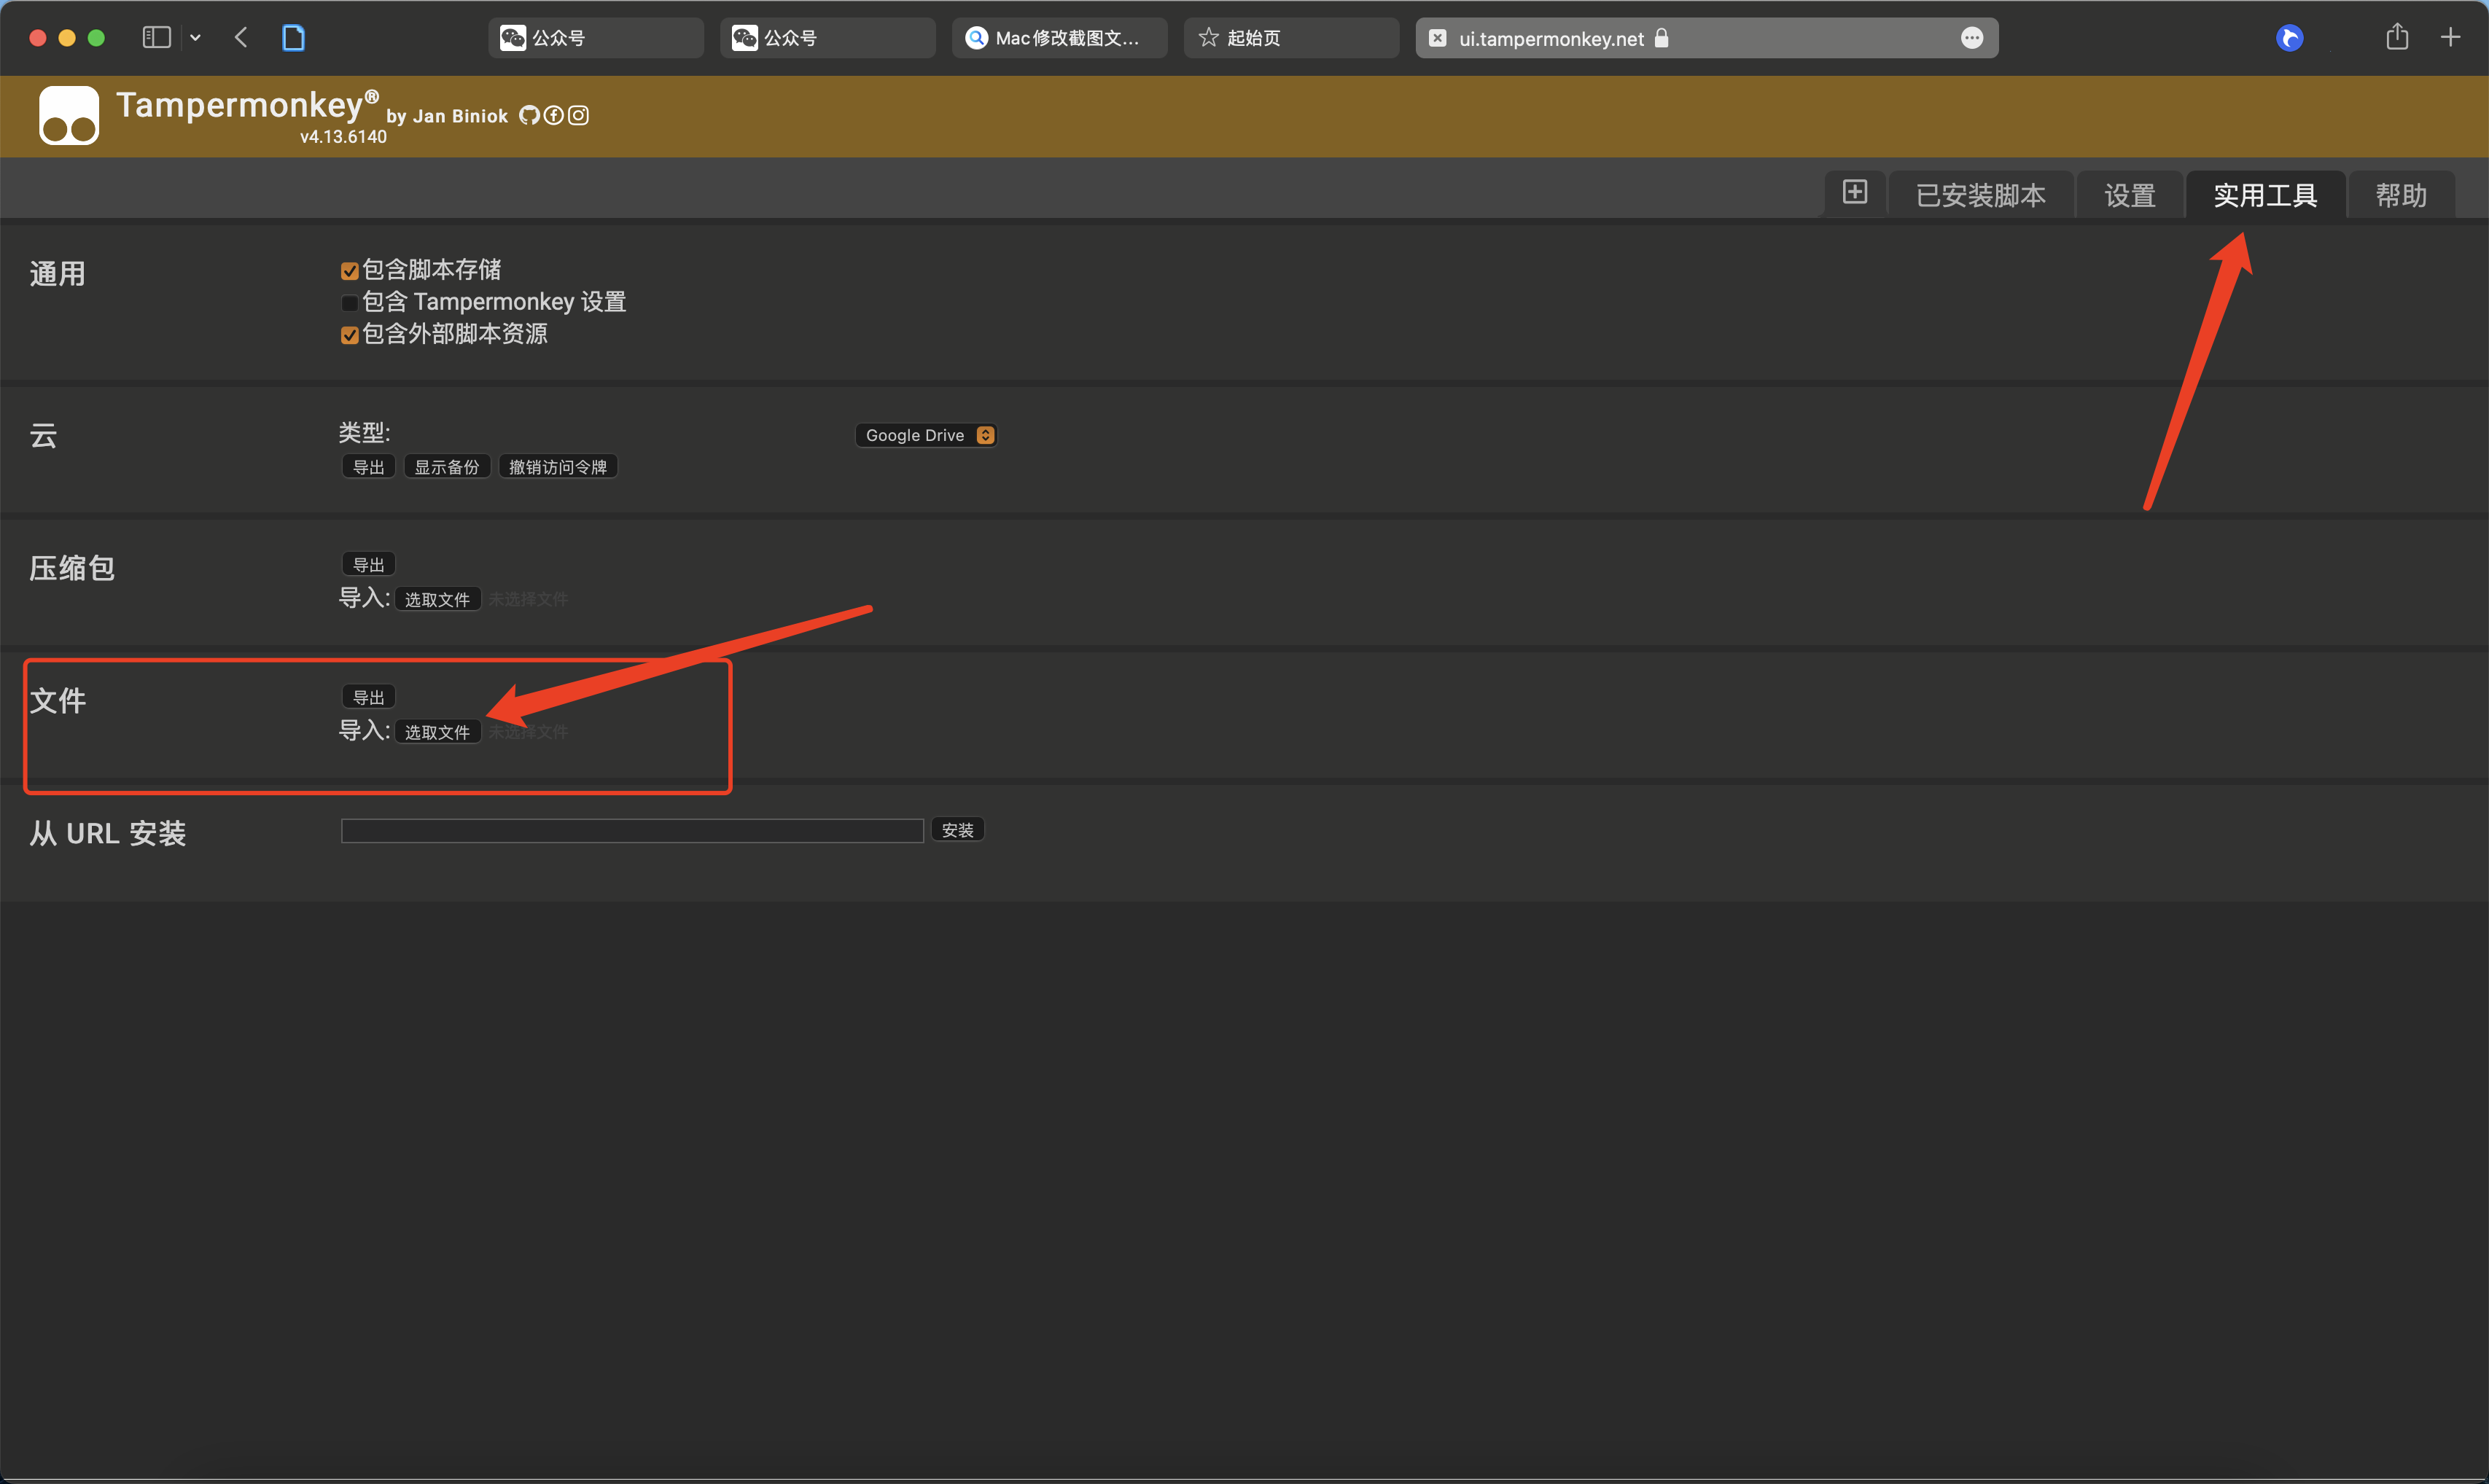 公众号
公众号
Mac修改截图文...
起始页
ui.tampermonkey.net
Tampermonkey®
by Jan Biniok
v4.13.6140
已安装脚本
设置
实用工具
帮助
通用
包含脚本存储
包含 Tampermonkey 设置
包含外部脚本资源
云
类型:
Google Drive
导出 显示备份 撤销访问令牌
压缩包
导出
导入: 选取文件 未选择文件
文件
导出
导入: 选取文件 未选择文件
从 URL 安装
安装